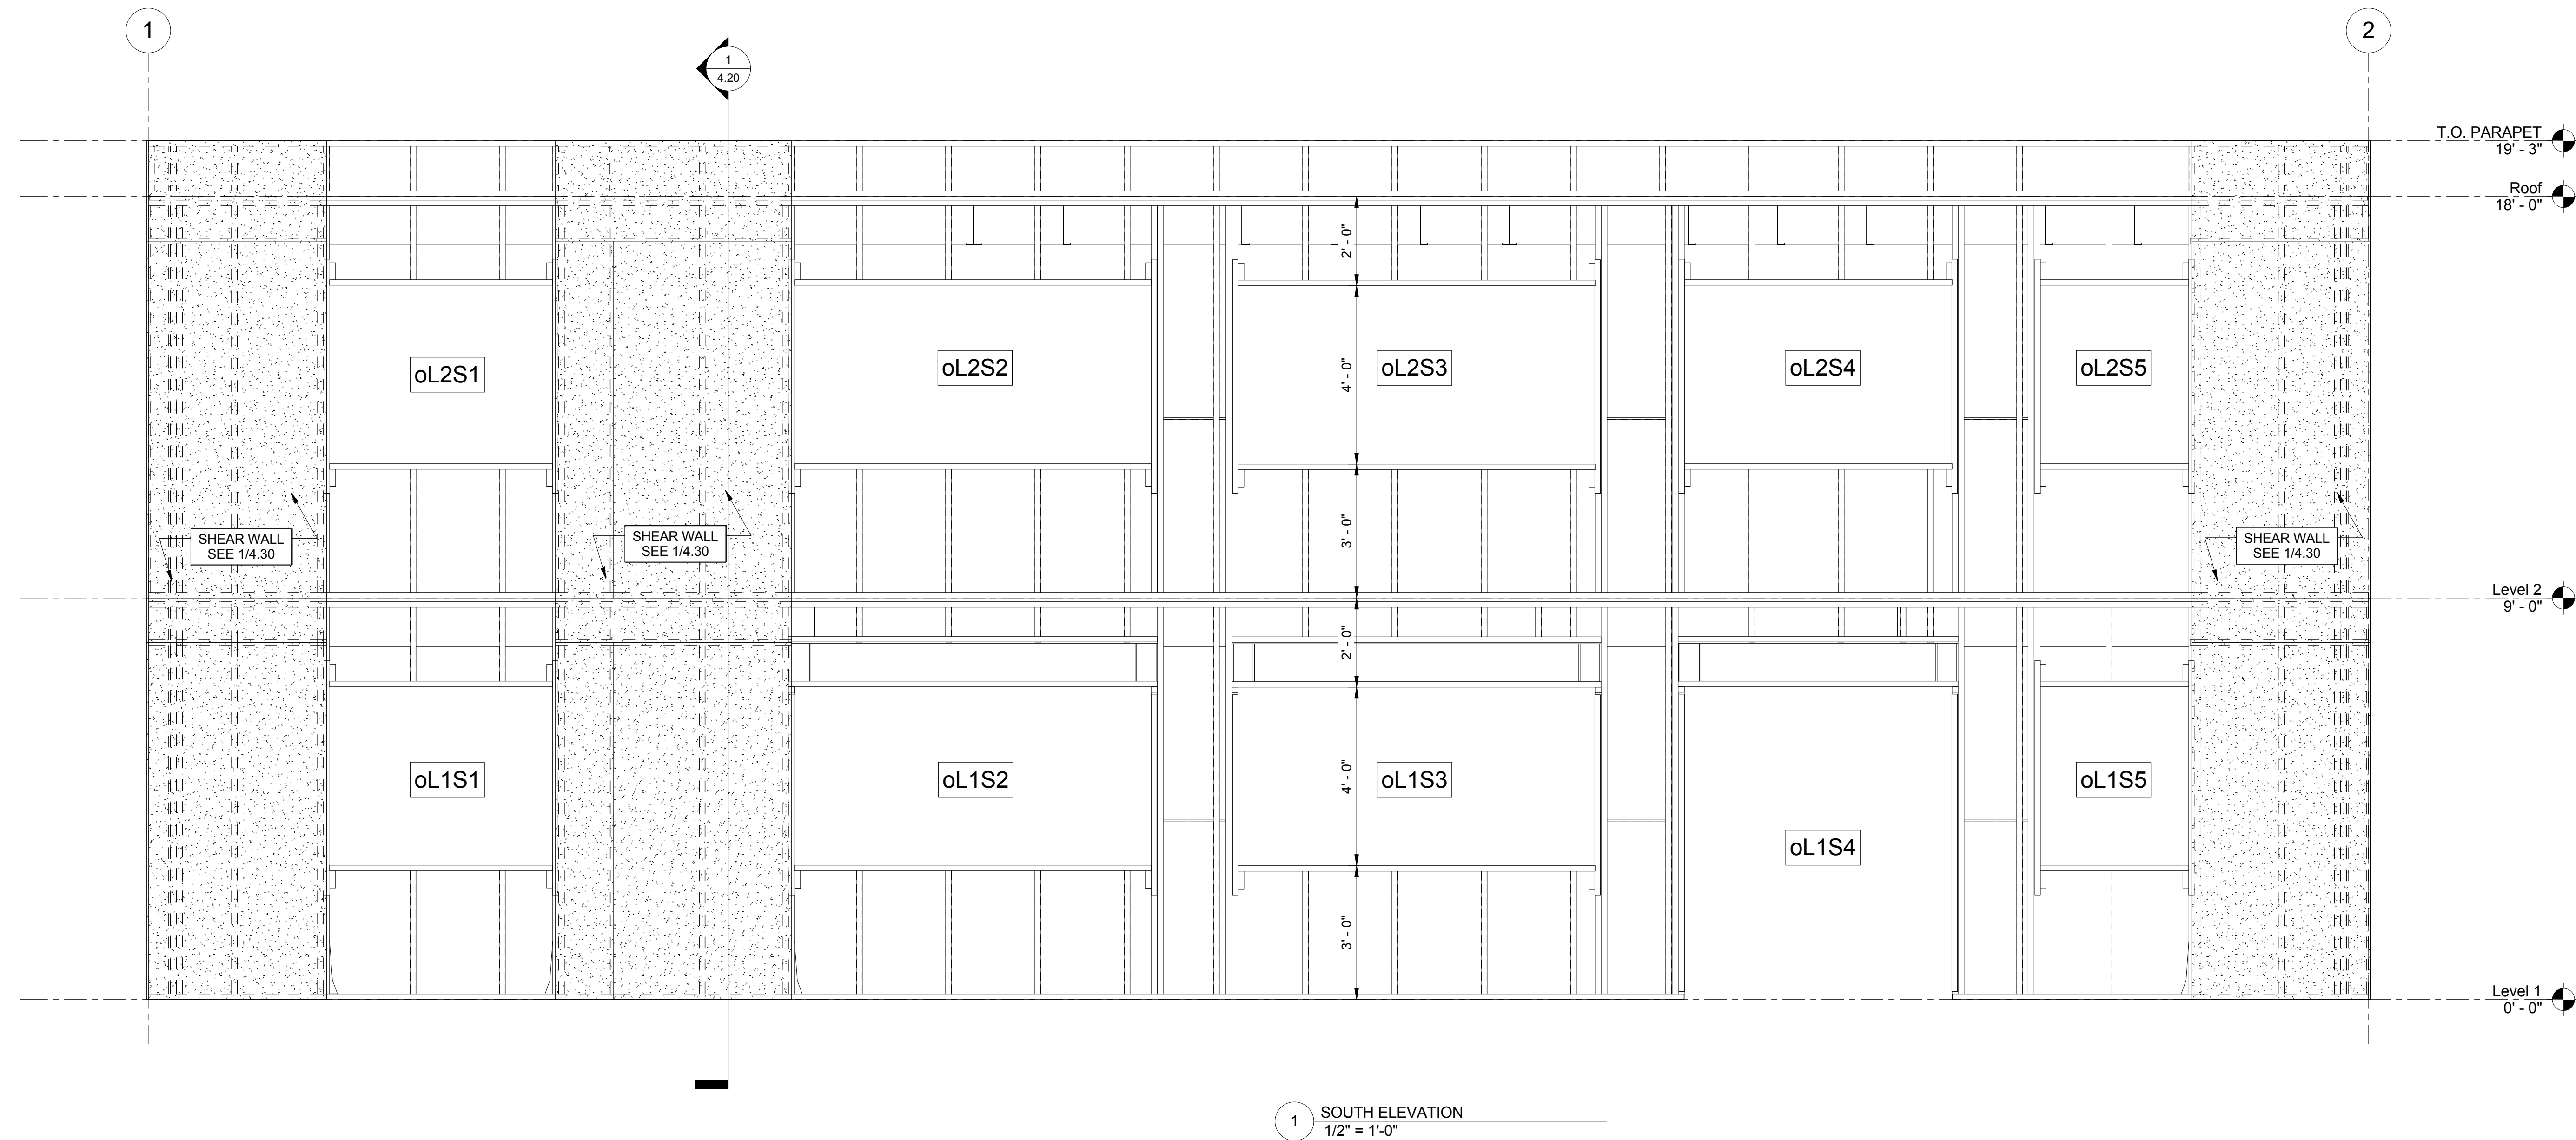 1
2
1
4.20
T.O. PARAPET
19' - 3"
Roof
18' - 0"
2' - 0"
oL2S1
oL2S2
4' - 0"
oL2S3
oL2S4
oL2S5
SHEAR WALL
SEE 1/4.30
SHEAR WALL
SEE 1/4.30
3' - 0"
SHEAR WALL
SEE 1/4.30
Level 2
9' - 0"
2' - 0"
oL1S1
oL1S2
4' - 0"
oL1S3
oL1S4
oL1S5
3' - 0"
Level 1
0' - 0"
1
SOUTH ELEVATION
1/2" = 1'-0"